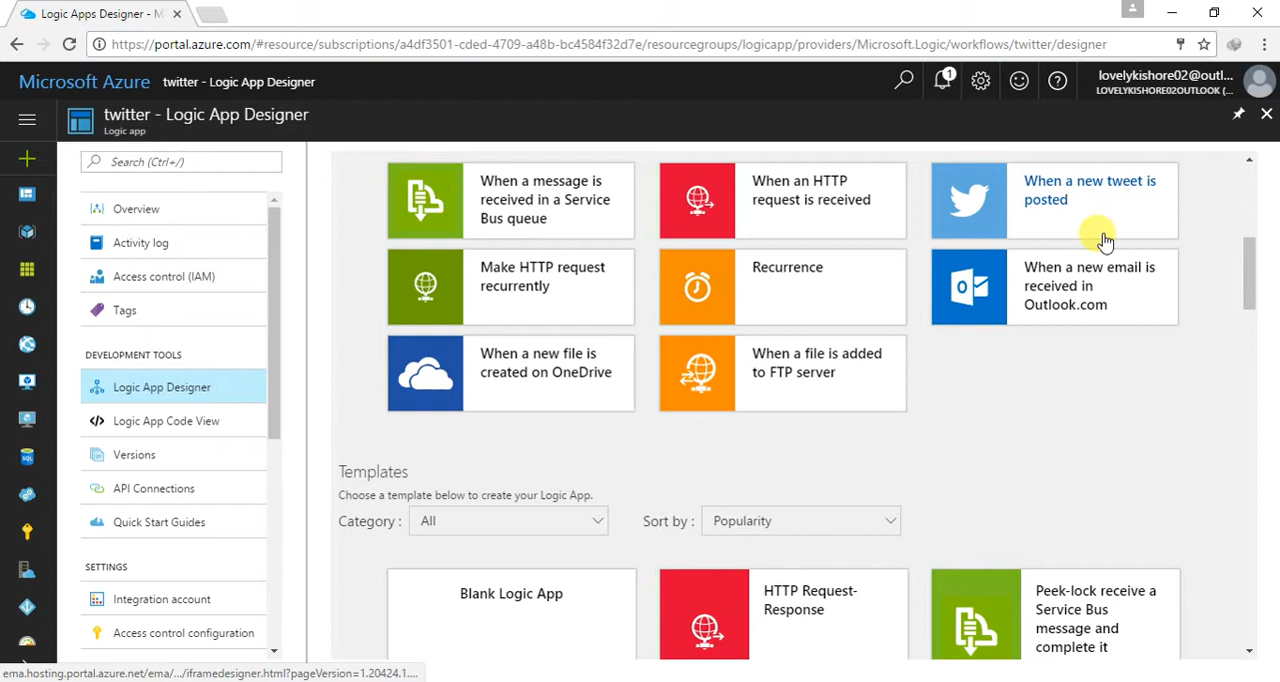 Logic Apps Designer - M
https://portal.azure.com/#resource/subscriptions/a4df3501-cded-4709-a48b-bc4584f32d7e/resourcegroups/logicapp/providers/Microsoft.Logic/workflows/twitter/designer
Microsoft Azure
twitter - Logic App Designer
1
lovelykishore02@outl...
LOVELYKISHORE02OUTLOOK (...
twitter - Logic App Designer
Logic app
Search (Ctrl+/)
Overview
Activity log
Access control (IAM)
Tags
DEVELOPMENT TOOLS
Logic App Designer
Logic App Code View
Versions
API Connections
Quick Start Guides
SETTINGS
Integration account
Access control configuration
When a message is
received in a Service
Bus queue
When an HTTP
request is received
When a new tweet is
posted
Make HTTP request
recurrently
Recurrence
When a new email is
received in
Outlook.com
When a new file is
created on OneDrive
When a file is added
to FTP server
Templates
Choose a template below to create your Logic App.
Category :
All
Sort by :
Popularity
Blank Logic App
HTTP Request-
Response
Peek-lock receive a
Service Bus
message and
complete it
ema.hosting.portal.azure.net/ema/.../iframedesigner.html?pageVersion=1.20424.1....